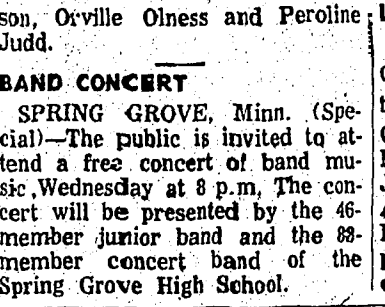 son, Orville Olness and Peroline
Judd.
BAND CONCERT
SPRING GROVE, Minn. (Spe-
cial)—The public is invited to at-
tend a free concert of band mu-
sic Wednesday at 8 p.m. The con-
cert will be presented by the 46-
member junior band and the 83-
member concert band of the
Spring Grove High School.